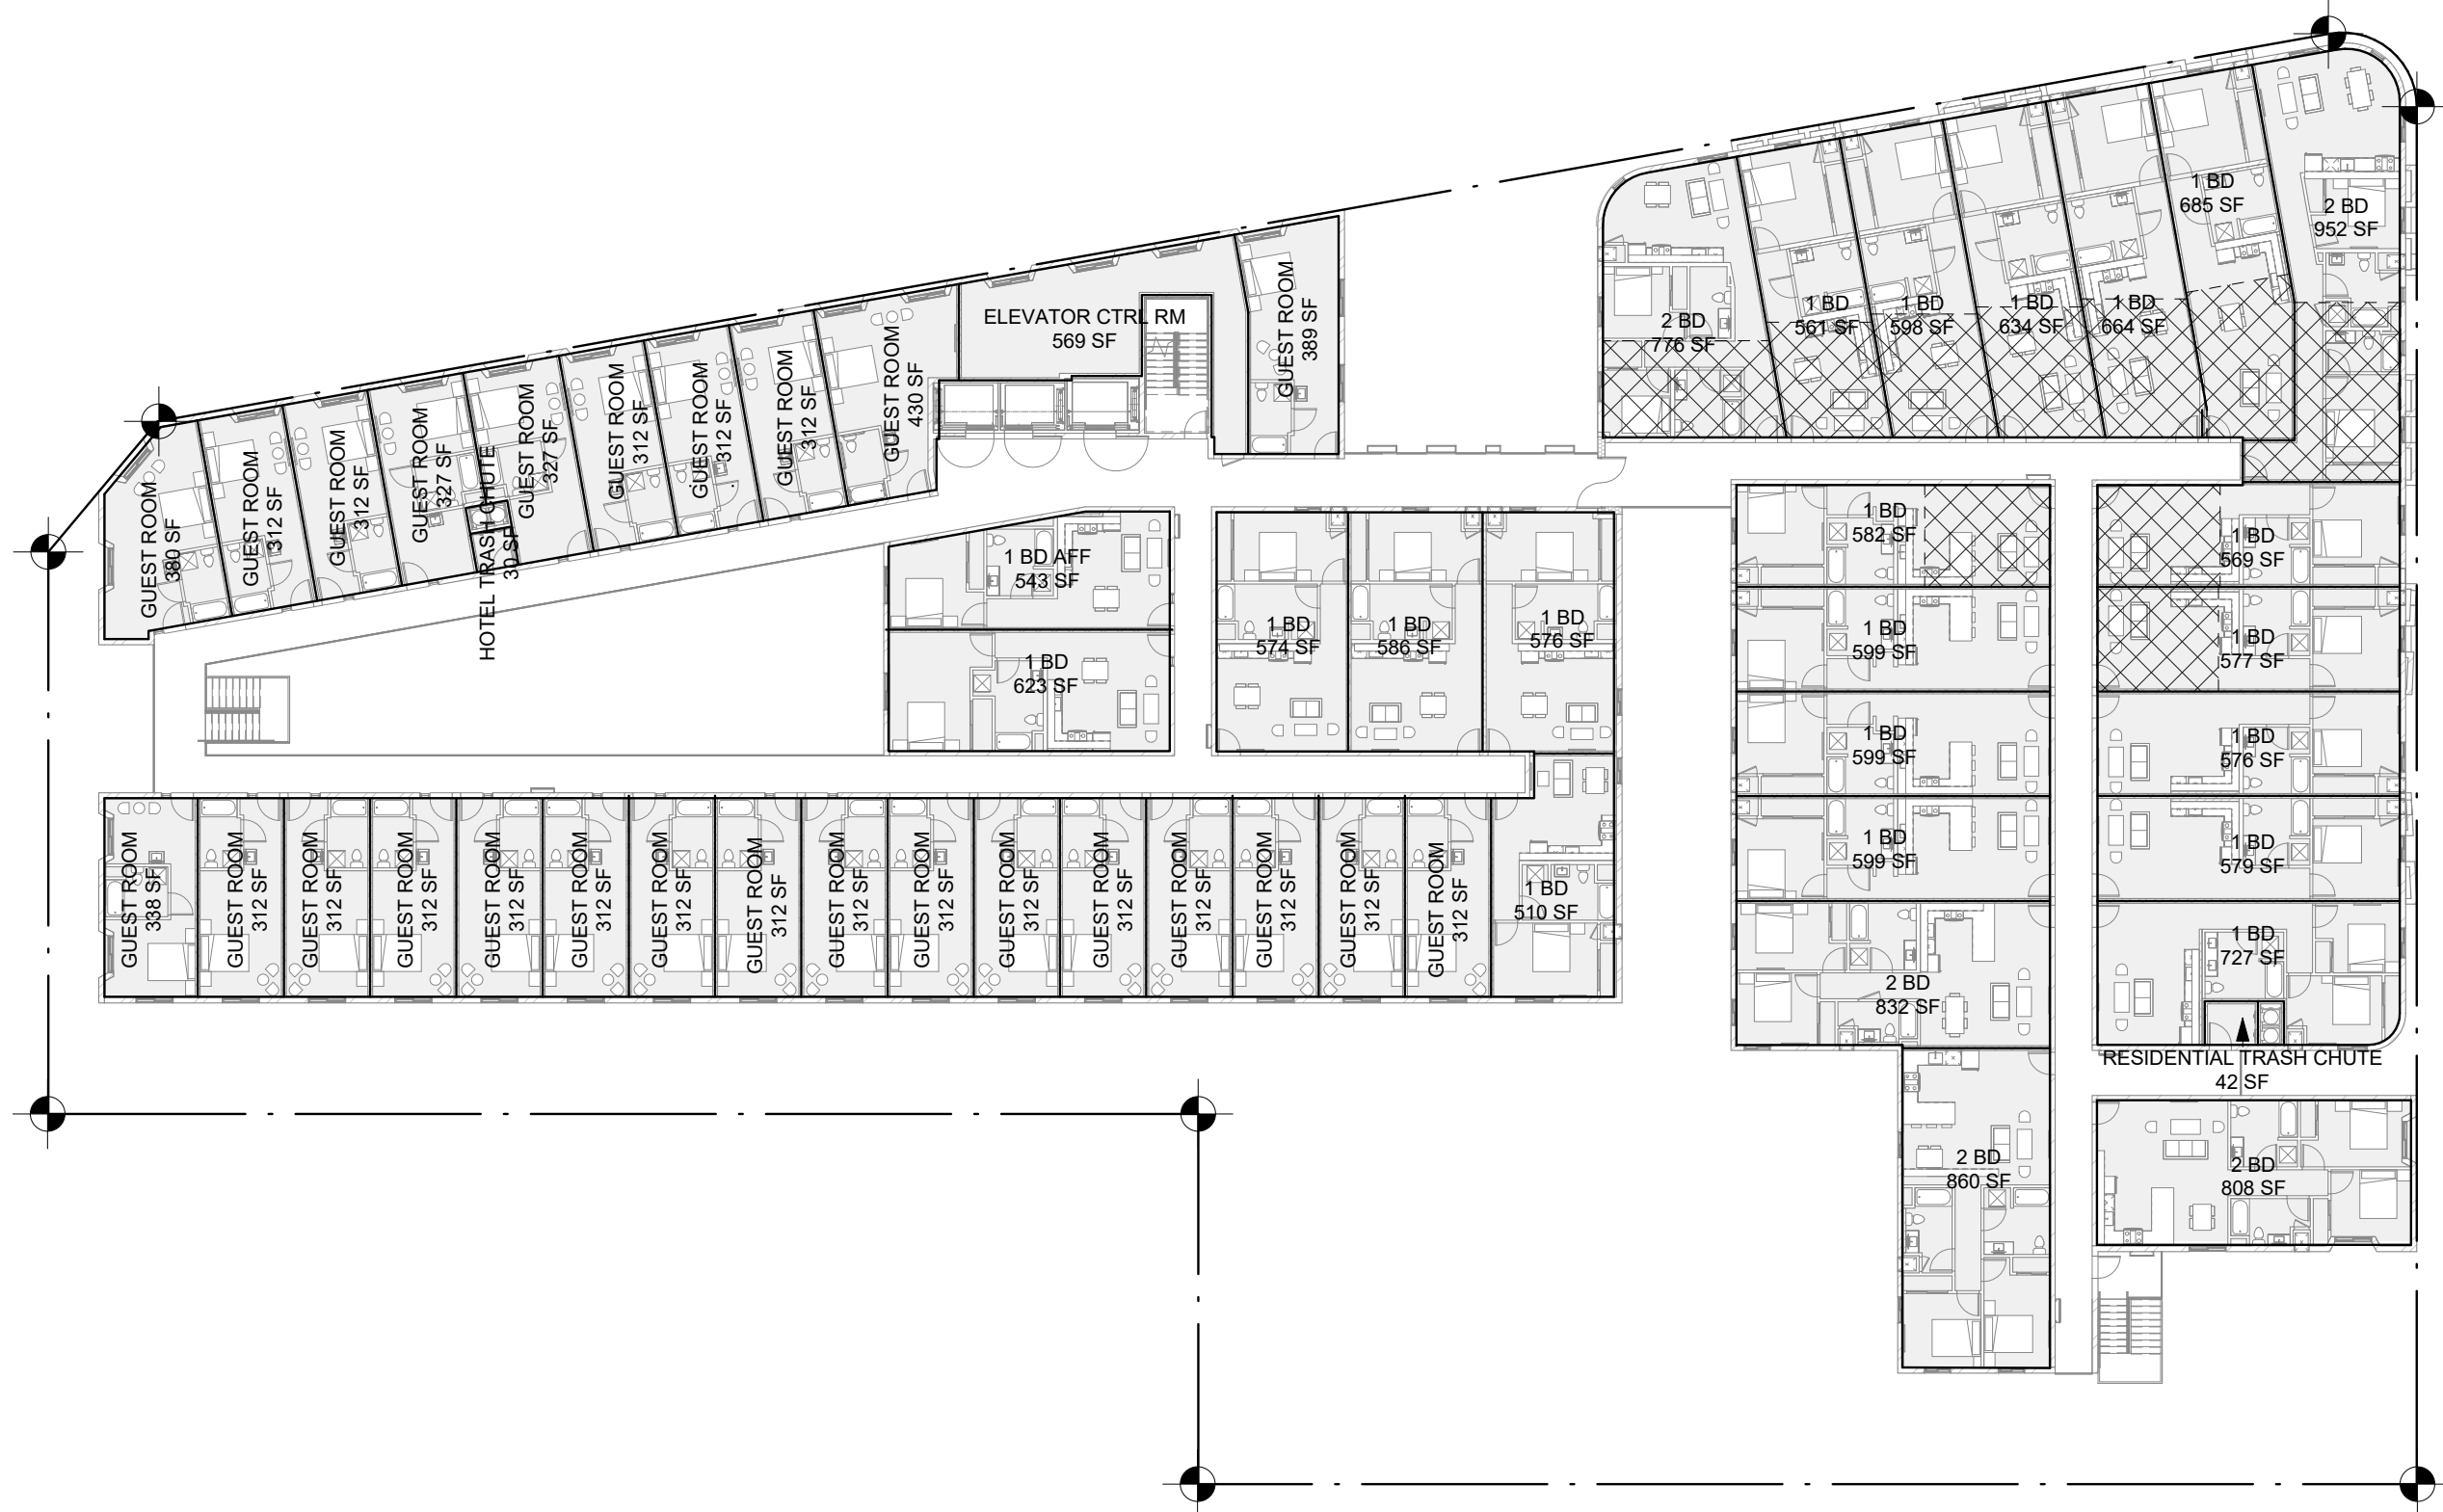 1 BD
685 SF
2 BD
952 SF
ELEVATOR CTRL RM
569 SF
GUEST ROOM
389 SF
2 BD
776 SF
1 BD
561 SF
1 BD
598 SF
1 BD
634 SF
1 BD
664 SF
GUEST ROOM
380 SF
GUEST ROOM
312 SF
GUEST ROOM
312 SF
GUEST ROOM
327 SF
HOTEL TRASH CHUTE
30 SF
GUEST ROOM
327 SF
GUEST ROOM
312 SF
GUEST ROOM
312 SF
GUEST ROOM
312 SF
GUEST ROOM
430 SF
1 BD AFF
543 SF
1 BD
623 SF
1 BD
574 SF
1 BD
586 SF
1 BD
576 SF
1 BD
582 SF
1 BD
569 SF
1 BD
599 SF
1 BD
577 SF
1 BD
599 SF
1 BD
576 SF
1 BD
599 SF
1 BD
579 SF
GUEST ROOM
338 SF
GUEST ROOM
312 SF
GUEST ROOM
312 SF
GUEST ROOM
312 SF
GUEST ROOM
312 SF
GUEST ROOM
312 SF
GUEST ROOM
312 SF
GUEST ROOM
312 SF
GUEST ROOM
312 SF
GUEST ROOM
312 SF
GUEST ROOM
312 SF
GUEST ROOM
312 SF
GUEST ROOM
312 SF
GUEST ROOM
312 SF
GUEST ROOM
312 SF
GUEST ROOM
312 SF
1 BD
510 SF
1 BD
727 SF
2 BD
832 SF
RESIDENTIAL TRASH CHUTE
42 SF
2 BD
860 SF
2 BD
808 SF